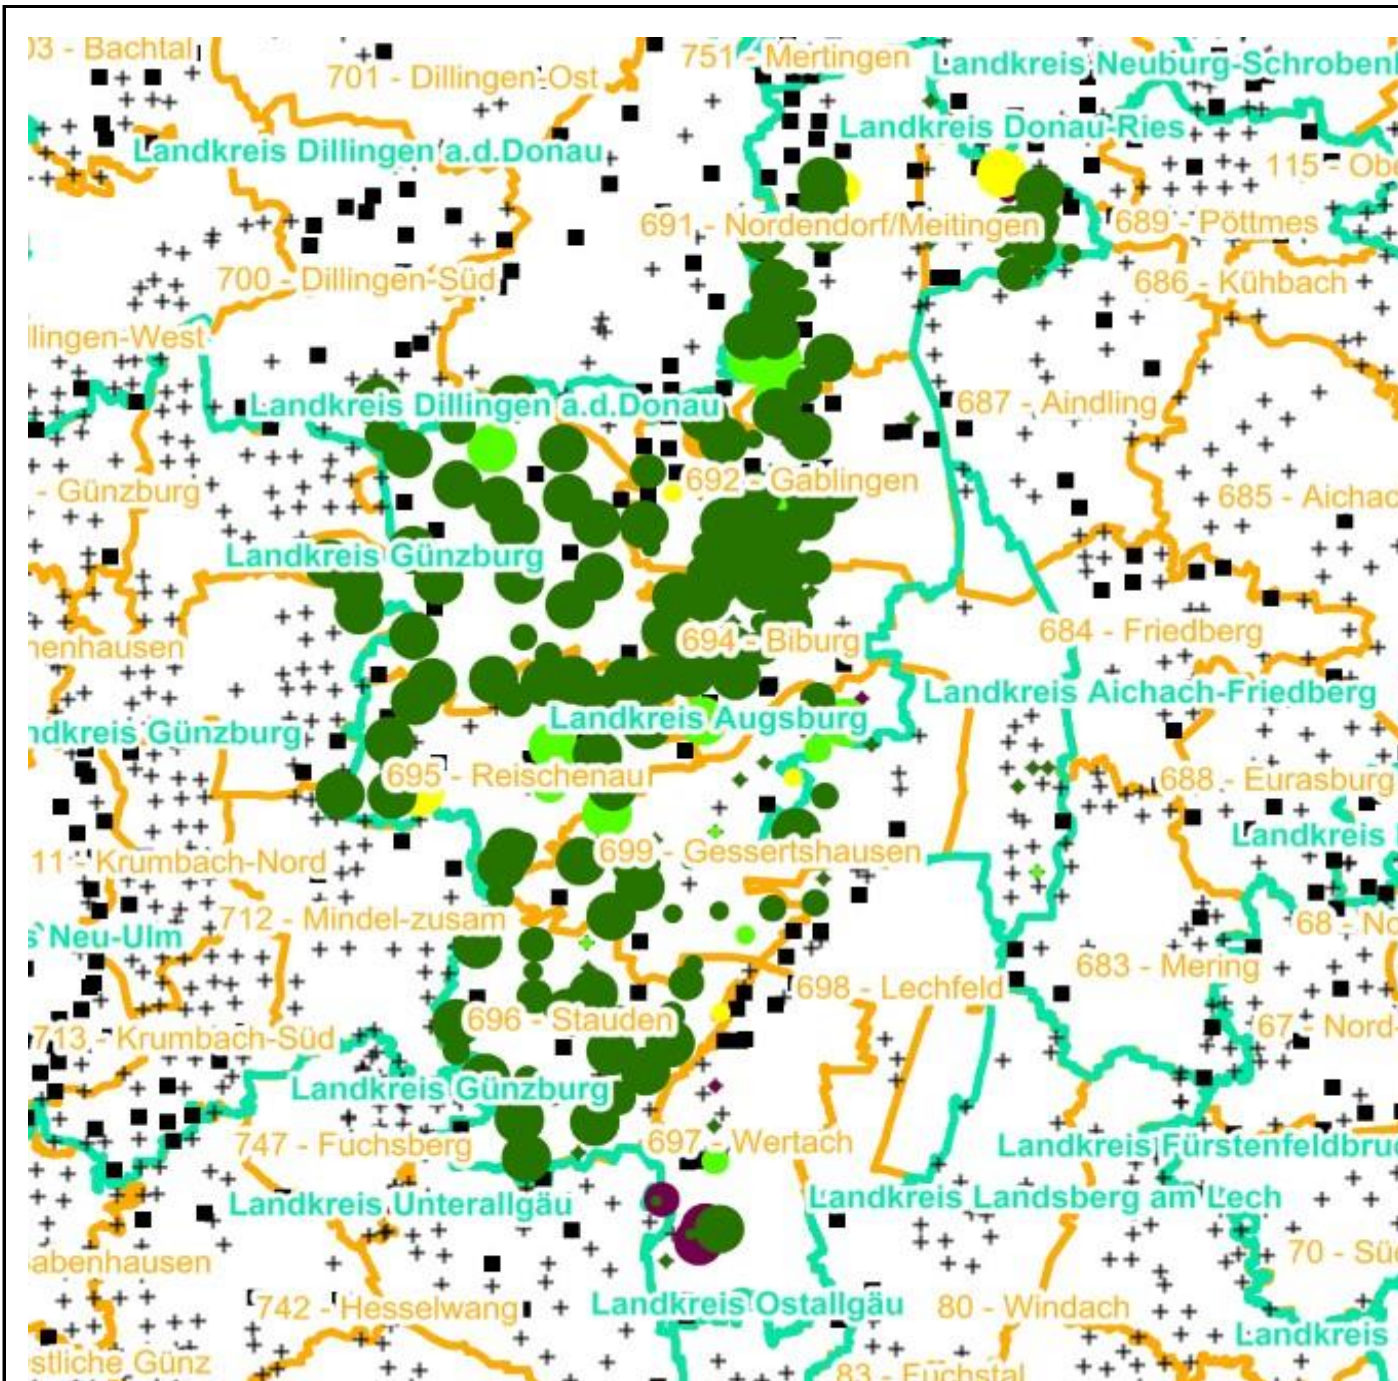 03 - Bachtal
751 - Mertingen
Landkreis Neuburg-Schroben
701 - Dillingen-Ost
Landkreis Donau-Ries
Landkreis Dillingen a.d.Donau
115 - Obe
691 - Nordendorf/Meitingen
689 - Pöttmes
700 - Dillingen-Süd
686 - Kühbach
llingen-West
Landkreis Dillingen a.d.Donau
687 - Aindling
692 - Gablingen
- Günzburg
685 - Aichac
Landkreis Günzburg
684 - Friedberg
694 - Biburg
nenhausen
Landkreis Aichach-Friedberg
Landkreis Augsburg
ndkreis Günzburg
695 - Reischenau
688 - Eurasburg
Landkreis
699 - Gessertshausen
11 - Krumbach-Nord
712 - Mindel-zusam
68 - No
s Neu-Ulm
683 - Mering
698 - Lechfeld
696 - Stauden
67 - Nord
713 - Krumbach-Süd
Landkreis Günzburg
747 - Fuchsberg
697 - Wertach
Landkreis Fürstenfeldbruc
Landkreis Unterallgäu
Landkreis Landsberg am Lech
70 - Süd
abenhausen
742 - Hesselwang
Landkreis Ostallgäu
80 - Windach
Landkreis
stliche Günz
83 - Fuchstal